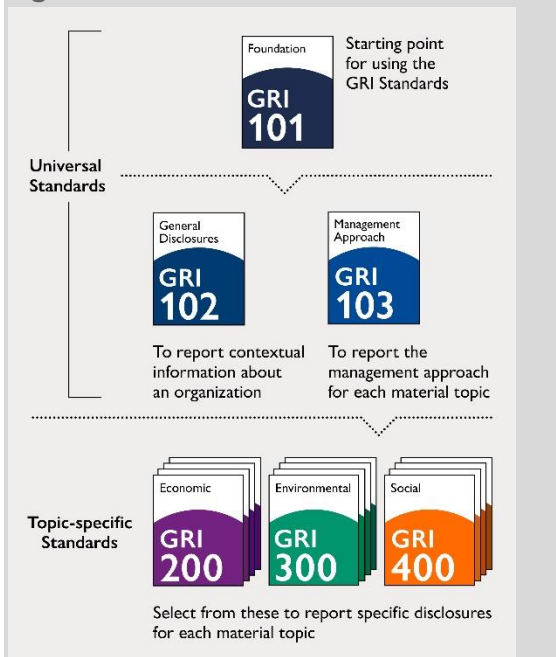 Foundation
GRI
101
Starting point
for using the
GRI Standards
Universal
Standards
General
Disclosures
GRI
102
Management
Approach
GRI
103
To report contextual
information about
an organization
To report the
management approach
for each material topic
Topic-specific
Standards
Economic
GRI
200
Environmental
GRI
300
Social
GRI
400
Select from these to report specific disclosures
for each material topic